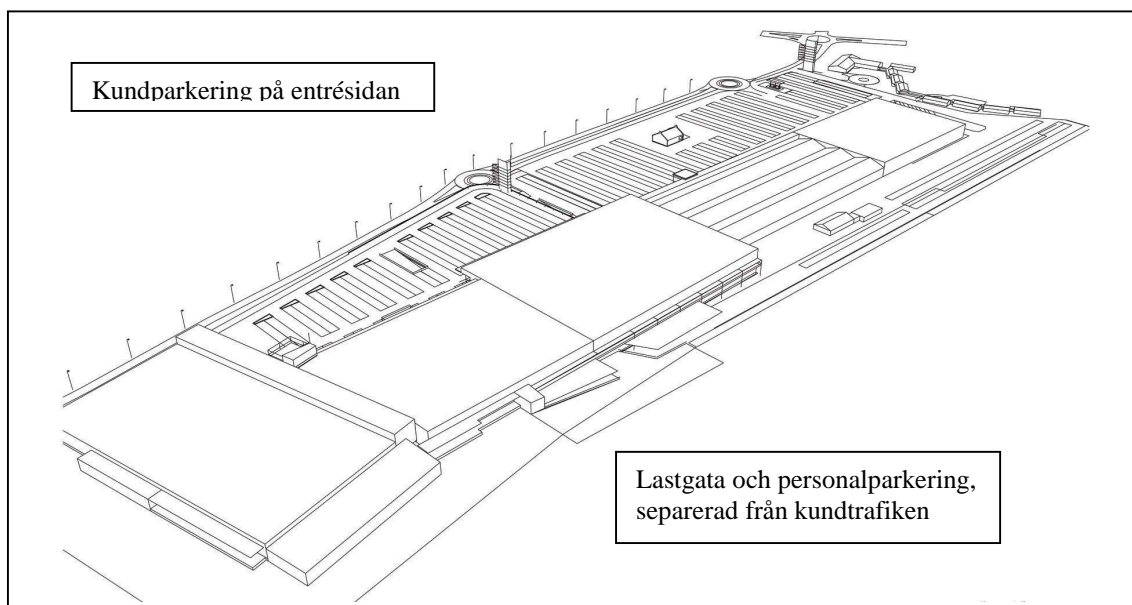 Kundparkering på entrésidan
Lastgata och personalparkering,
separerad från kundtrafiken